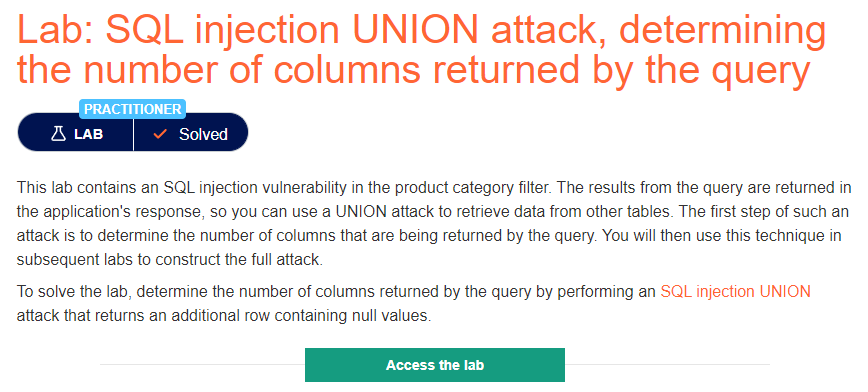 Lab: SQL injection UNION attack, determining
the number of columns returned by the query
PRACTITIONER
LAB
Solved
This lab contains an SQL injection vulnerability in the product category filter. The results from the query are returned in
the application's response, so you can use a UNION attack to retrieve data from other tables. The first step of such an
attack is to determine the number of columns that are being returned by the query. You will then use this technique in
subsequent labs to construct the full attack.
To solve the lab, determine the number of columns returned by the query by performing an SQL injection UNION
attack that returns an additional row containing null values.
Access the lab